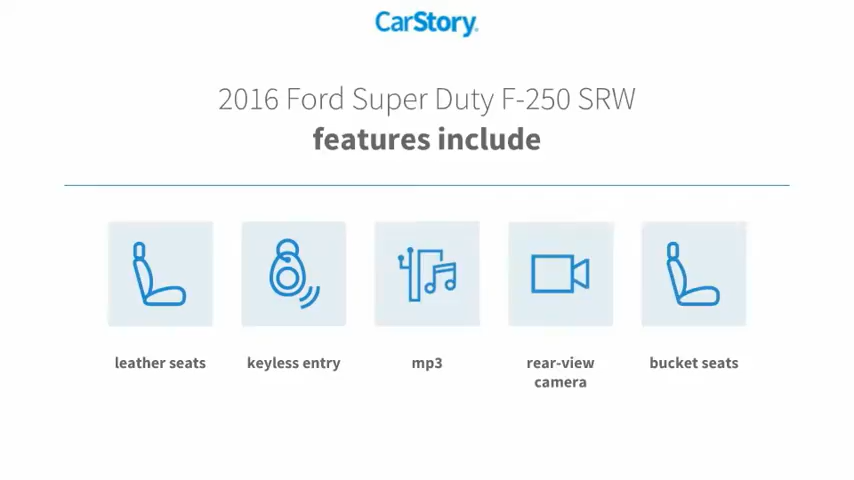 CarStory.
2016 Ford Super Duty F-250 SRW
features include
leather seats
keyless entry
mp3
rear-view
camera
bucket seats